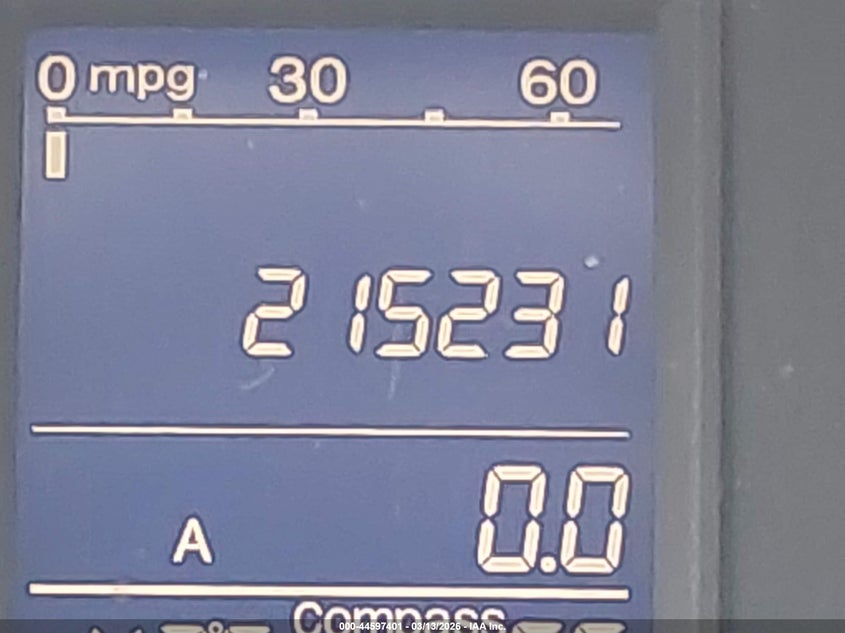 0 mpg 30 60
215231
A 0.0
Compass
000-44597401 - 03/13/2026 - IAA Inc.